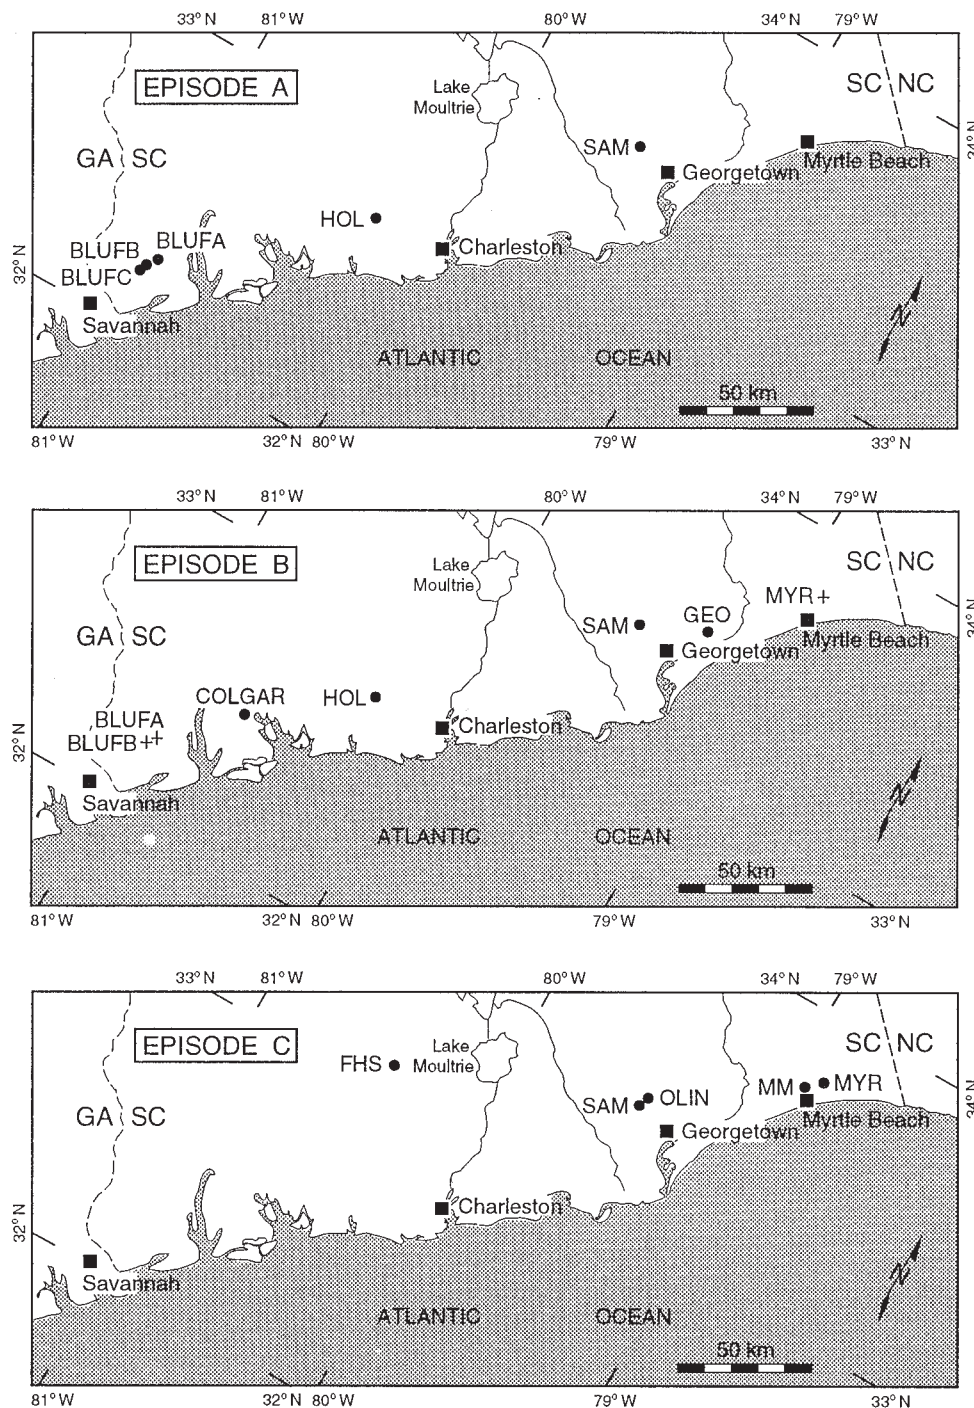 33° N 81° W 80° W 34° N 79° W
EPISODE A
Lake
Moultrie
SC NC
34° N
GA SC
SAM
Georgetown
Myrtle Beach
HOL
BLUFB BLUFA
BLUFC
Charleston
32° N
Savannah
N
ATLANTIC OCEAN
50 km
81° W 32° N 80° W 79° W 33° N
33° N 81° W 80° W 34° N 79° W
EPISODE B
Lake
Moultrie
SC NC
34° N
GA SC
SAM
GEO
MYR +
Georgetown
Myrtle Beach
COLGAR
HOL
BLUFA
BLUFB ++
Charleston
32° N
Savannah
N
ATLANTIC OCEAN
50 km
81° W 32° N 80° W 79° W 33° N
33° N 81° W 80° W 34° N 79° W
EPISODE C
FHS
Lake
Moultrie
SC NC
34° N
GA SC
SAM
OLIN
MM
MYR
Georgetown
Myrtle Beach
Charleston
32° N
Savannah
N
ATLANTIC OCEAN
50 km
81° W 32° N 80° W 79° W 33° N